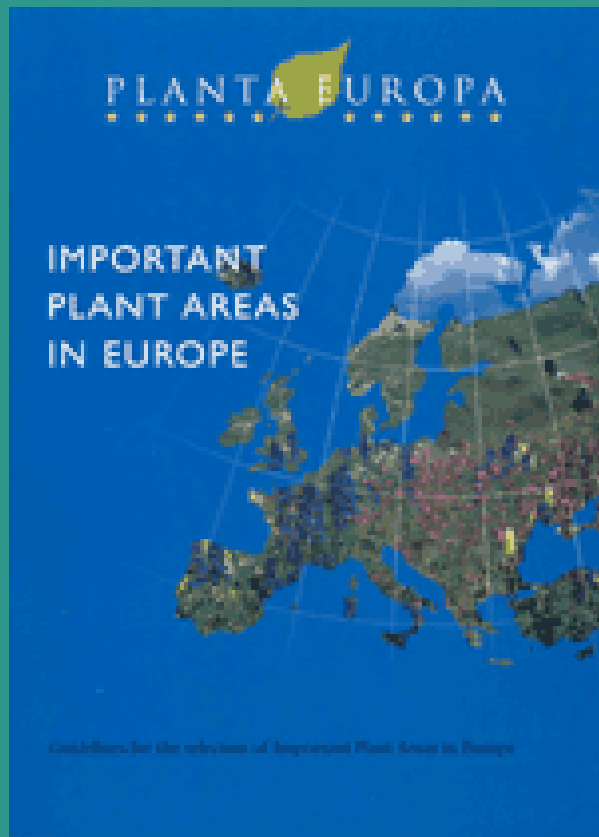 PLANTA EUROPA
IMPORTANT
PLANT AREAS
IN EUROPE
Guidelines for the selection of Important Plant Areas in Europe